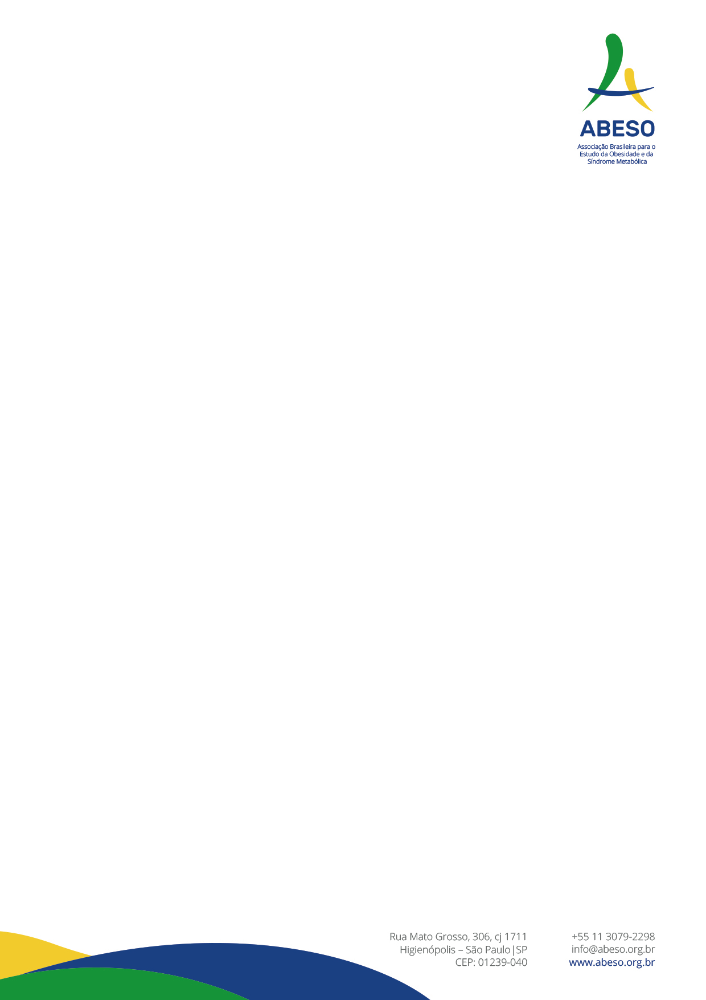 ABESO
Associação Brasileira para o
Estudo da Obesidade e da
Síndrome Metabólica
Rua Mato Grosso, 306, cj 1711
Higienópolis – São Paulo|SP
CEP: 01239-040
+55 11 3079-2298
info@abeso.org.br
www.abeso.org.br